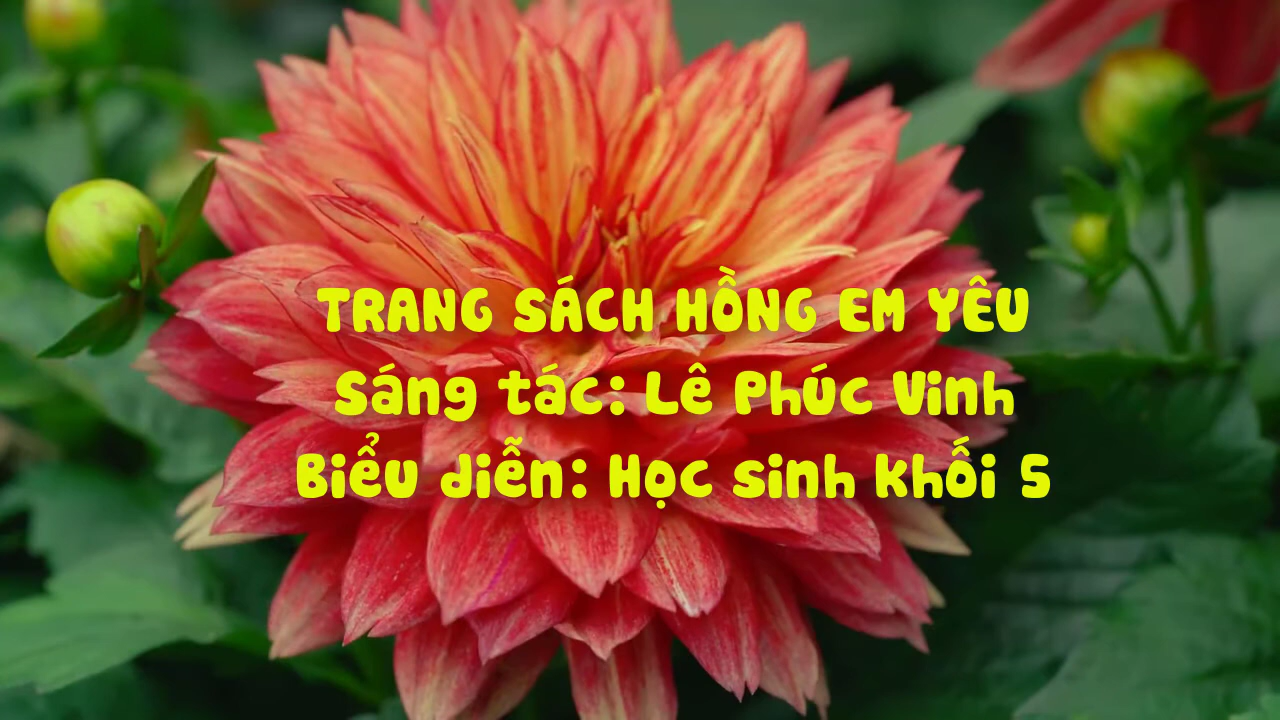 TRANG SÁCH HỒNG EM YÊU
Sáng tác: Lê Phúc Vinh
Biểu diễn: Học sinh khối 5